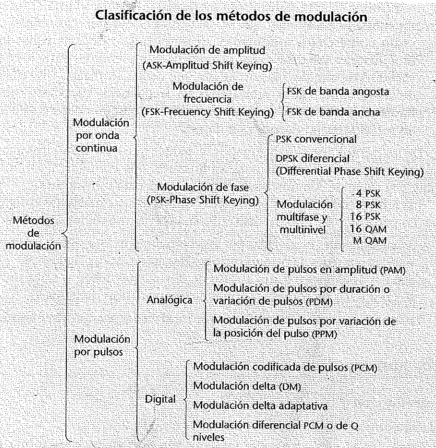 Clasificación de los métodos de modulación
Métodos
de
modulación
Modulación
por onda
continua
Modulación de amplitud
(ASK-Amplitud Shift Keying)
Modulación de
frecuencia
(FSK-Frecuency Shift Keying)
FSK de banda angosta
FSK de banda ancha
Modulación de fase
(PSK-Phase Shift Keying)
PSK convencional
DPSK diferencial
(Differential Phase Shift Keying)
Modulación
multifase y
multinivel
4 PSK
8 PSK
16 PSK
16 QAM
M QAM
Modulación
por pulsos
Analógica
Modulación de pulsos en amplitud (PAM)
Modulación de pulsos por duración o
variación de pulsos (PDM)
Modulación de pulsos por variación de
la posición del pulso (PPM)
Digital
Modulación codificada de pulsos (PCM)
Modulación delta (DM)
Modulación delta adaptativa
Modulación diferencial PCM o de Q
niveles